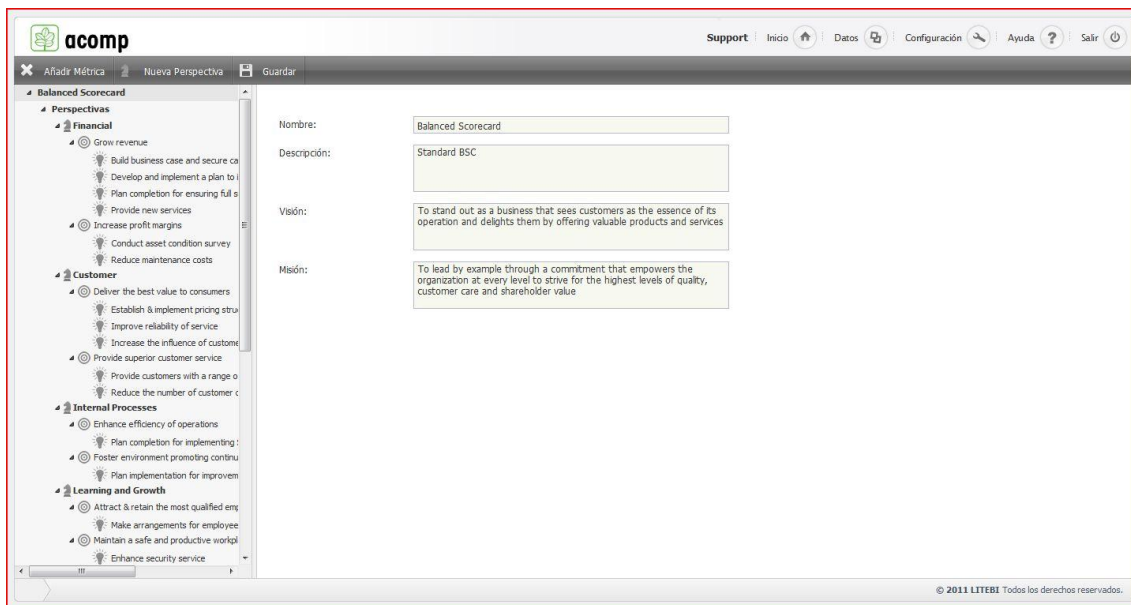 acomp
Support Inicio Datos Configuración Ayuda ? Salir
Añadir Métrica Nueva Perspectiva Guardar
Balanced Scorecard
Perspectivas
Financial
Grow revenue
Build business case and secure ca
Develop and implement a plan to i
Plan completion for ensuring full s
Provide new services
Increase profit margins
Conduct asset condition survey
Reduce maintenance costs
Customer
Deliver the best value to consumers
Establish & implement pricing stru
Improve reliability of service
Increase the influence of custome
Provide superior customer service
Provide customers with a range o
Reduce the number of customer c
Internal Processes
Enhance efficiency of operations
Plan completion for implementing
Foster environment promoting continu
Plan implementation for improvem
Learning and Growth
Attract & retain the most qualified emp
Make arrangements for employee
Maintain a safe and productive workpl
Enhance security service
Nombre: Balanced Scorecard
Descripción: Standard BSC
Visión: To stand out as a business that sees customers as the essence of its
operation and delights them by offering valuable products and services
Misión: To lead by example through a commitment that empowers the
organization at every level to strive for the highest levels of quality,
customer care and shareholder value
© 2011 LITEBI Todos los derechos reservados.